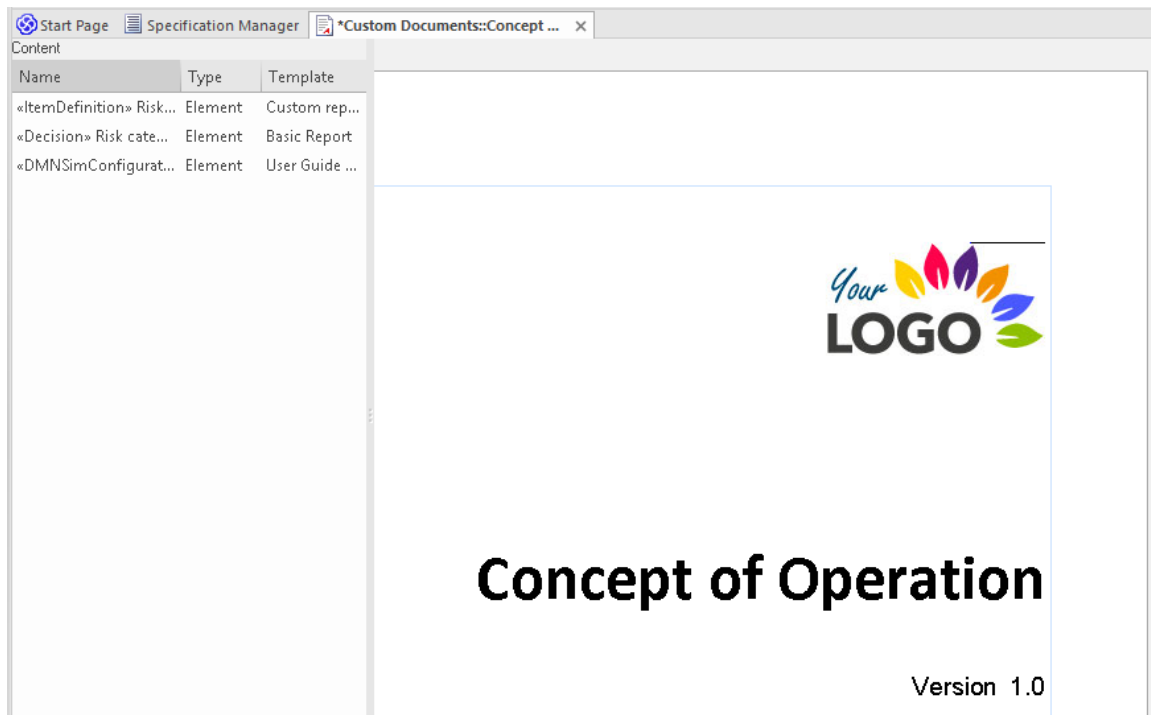 Start Page Specification Manager *Custom Documents::Concept ...
Content
Name Type Template
«ItemDefinition» Risk... Element Custom rep...
«Decision» Risk cate... Element Basic Report
«DMNSimConfigurat... Element User Guide ...
Your
LOGO
Concept of Operation
Version 1.0